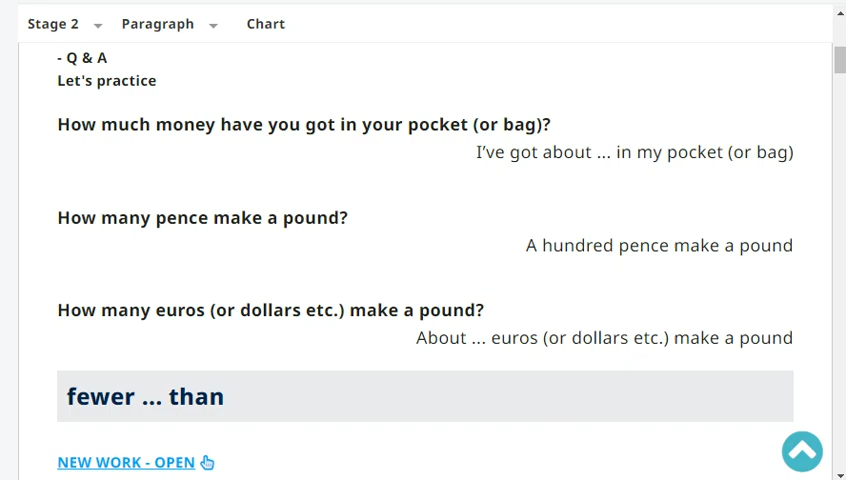 Stage 2 Paragraph Chart
- Q & A
Let's practice
How much money have you got in your pocket (or bag)?
I’ve got about ... in my pocket (or bag)
How many pence make a pound?
A hundred pence make a pound
How many euros (or dollars etc.) make a pound?
About ... euros (or dollars etc.) make a pound
fewer ... than
NEW WORK - OPEN